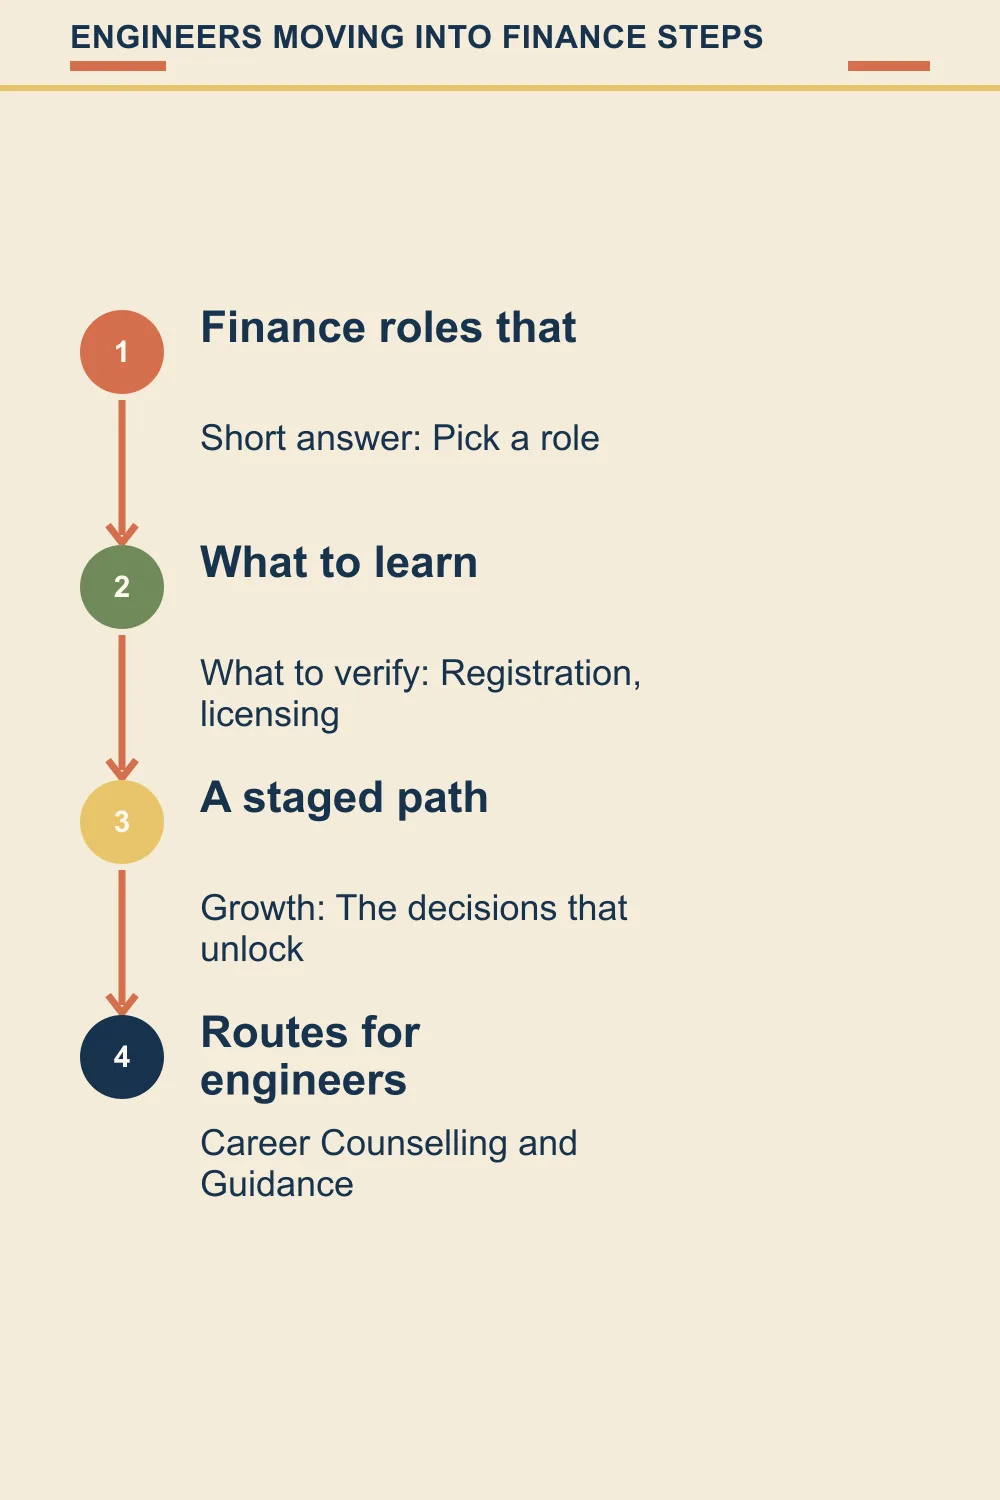 ENGINEERS MOVING INTO FINANCE STEPS
1
Finance roles that
Short answer: Pick a role
2
What to learn
What to verify: Registration,
licensing
3
A staged path
Growth: The decisions that
unlock
4
Routes for
engineers
Career Counselling and
Guidance